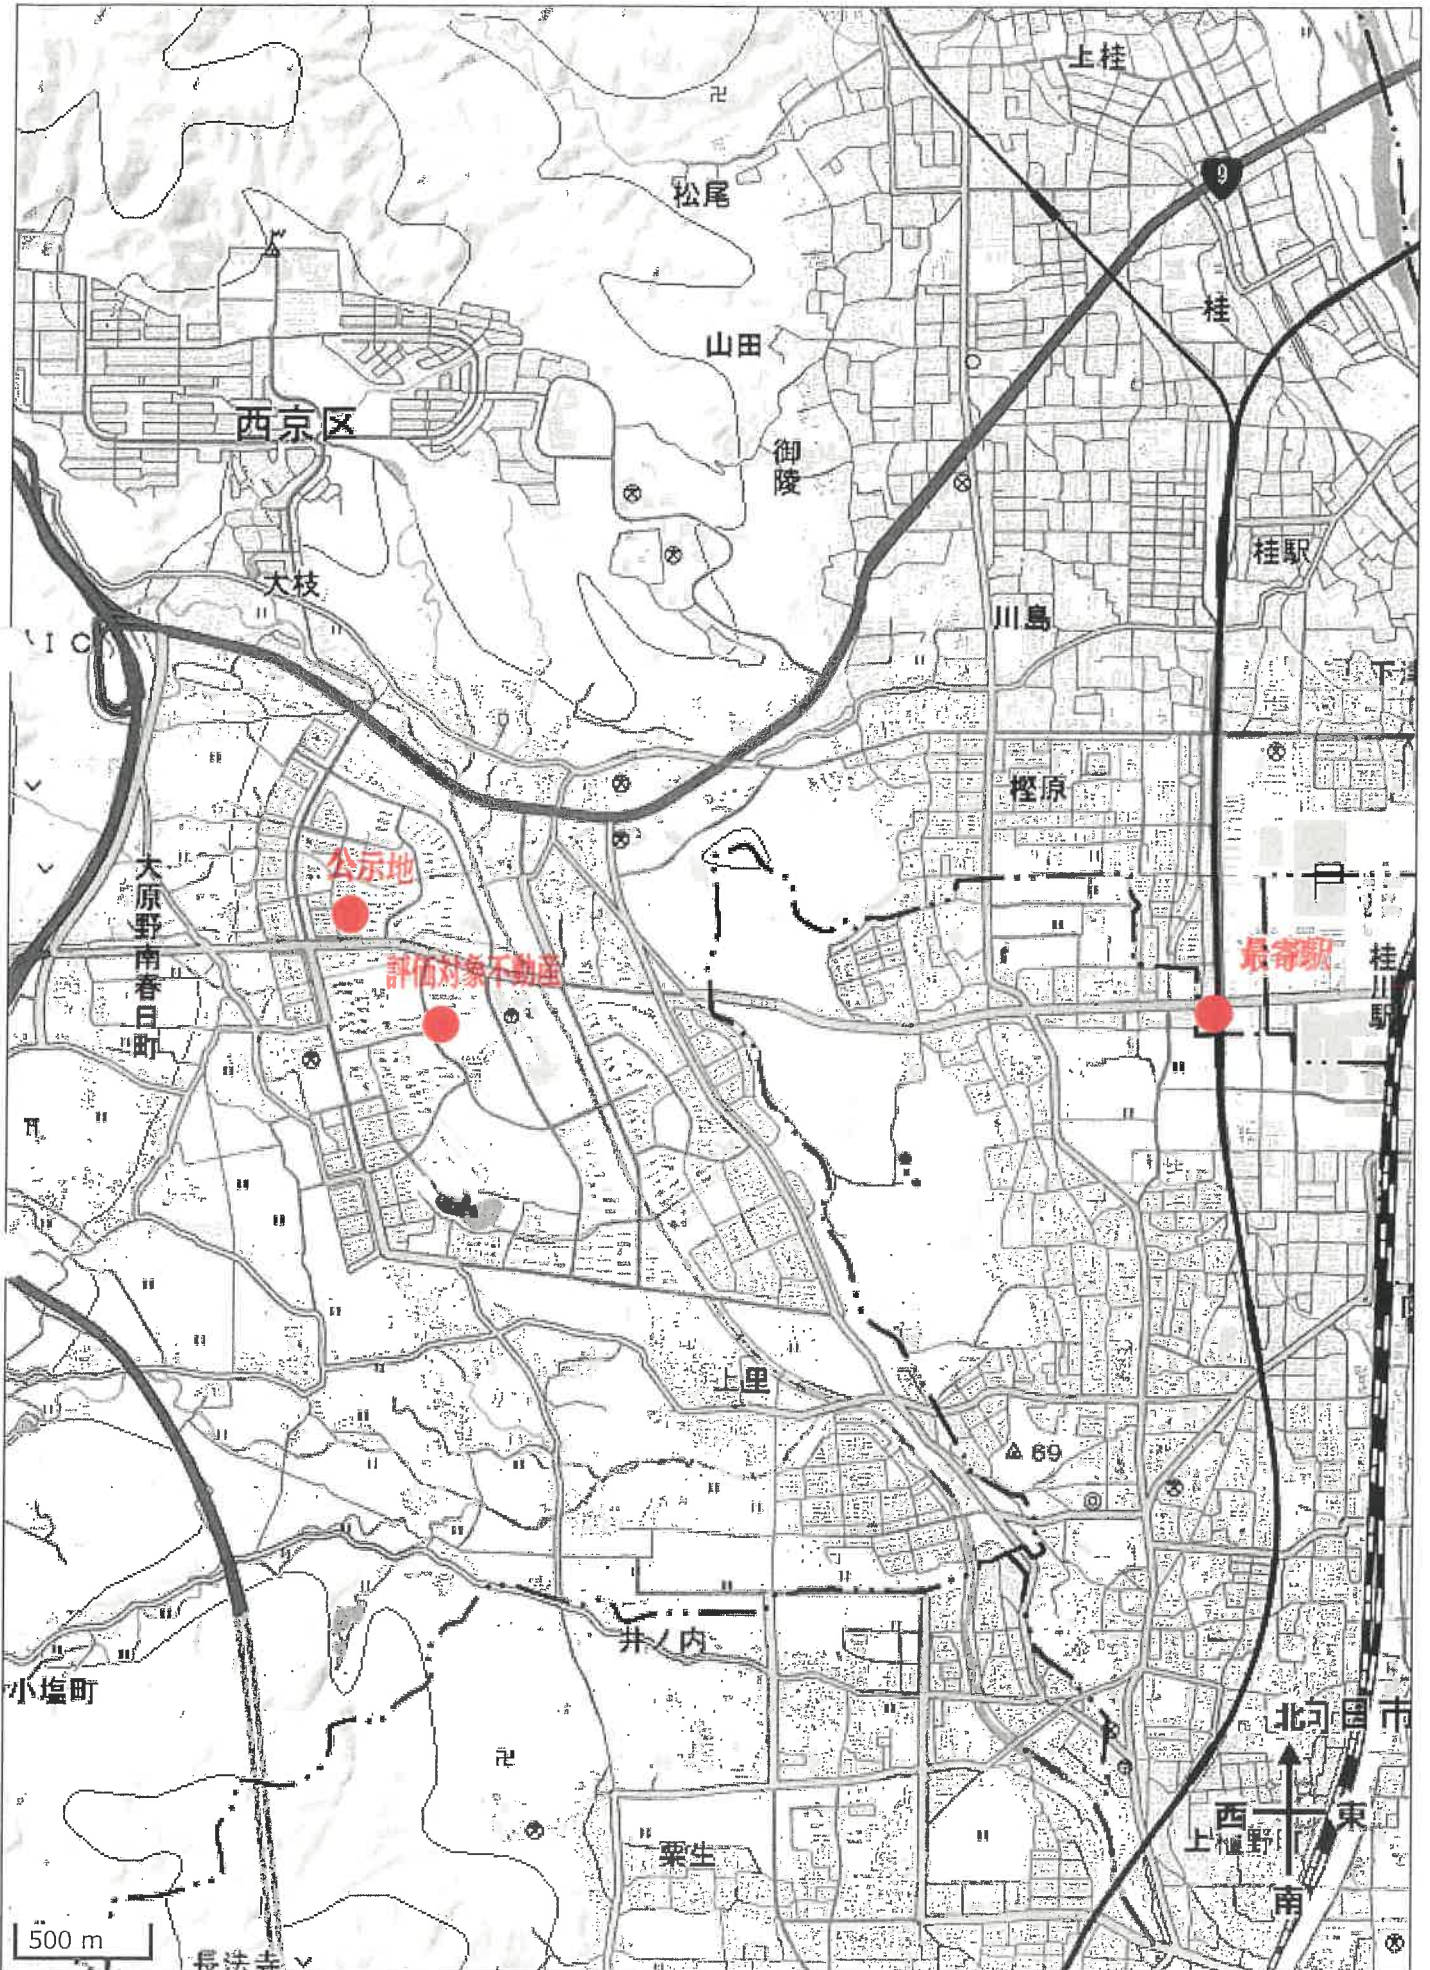 上桂
9
松尾
桂
山田
西京区
御陵
桂駅
大枝
川島
I C
樫原
公示地
大原野南春日町
評価対象不動産
最寄駅
桂川駅
上里
69
井ノ内
小塩町
北
西
東
上植野町
粟生
南
500 m
長法寺